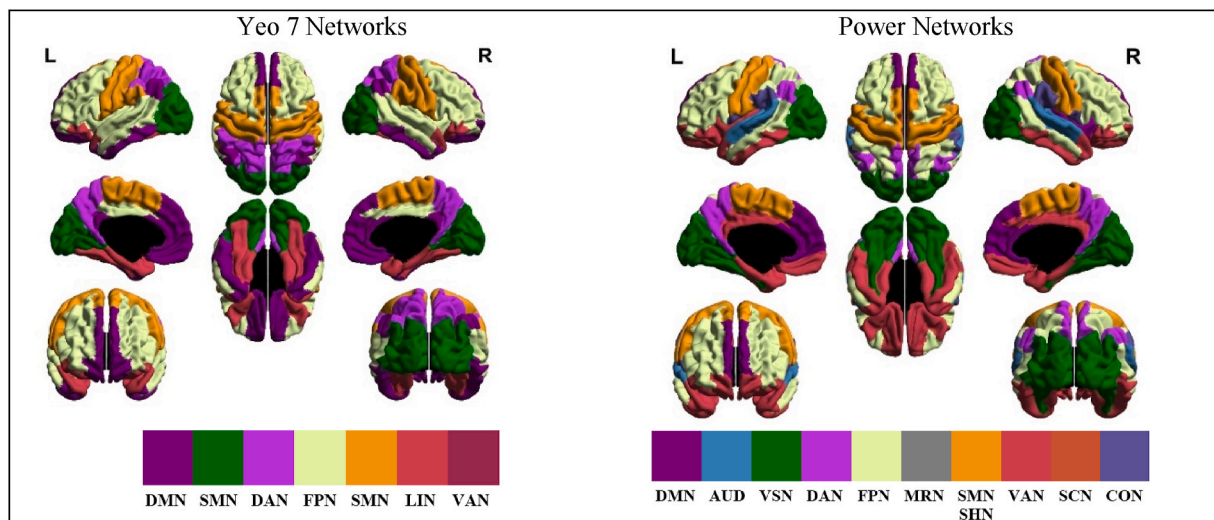 Yeo 7 Networks
L
R
DMN SMN DAN FPN SMN LIN VAN
Power Networks
L
R
DMN AUD VSN DAN FPN MRN SMN VAN SCN CON
SHN